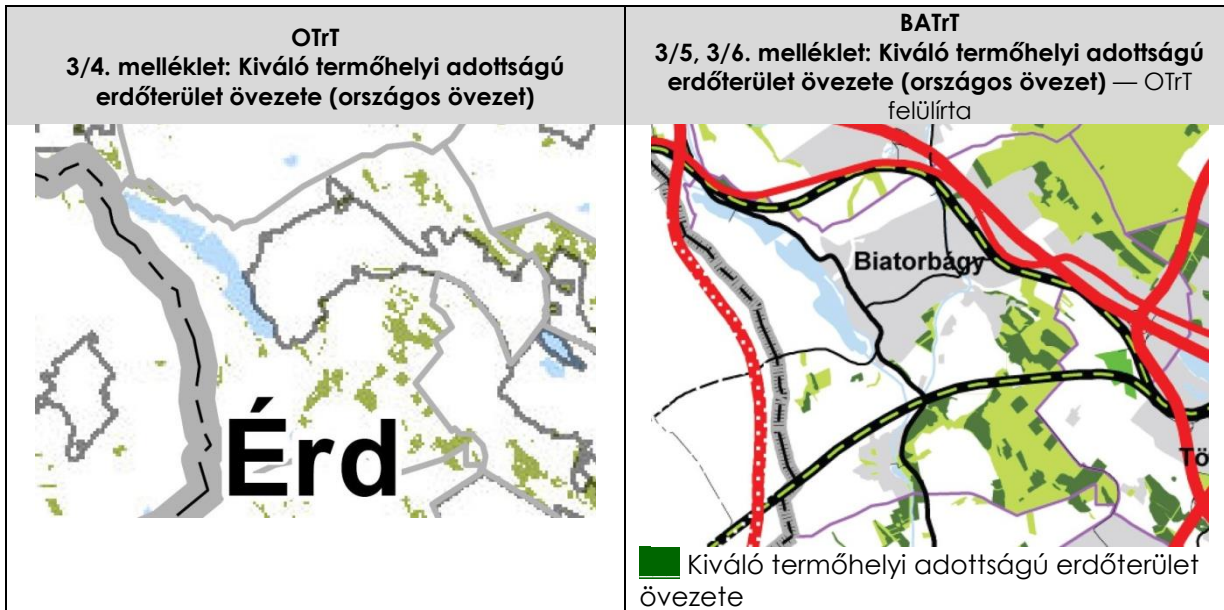 OTrT
3/4. melléklet: Kiváló termőhelyi adottságú
erdőterület övezete (országos övezet)
BATrT
3/5, 3/6. melléklet: Kiváló termőhelyi adottságú
erdőterület övezete (országos övezet) — OTrT
felülírta
Érd
Biatorbágy
Tö
Kiváló termőhelyi adottságú erdőterület
övezete